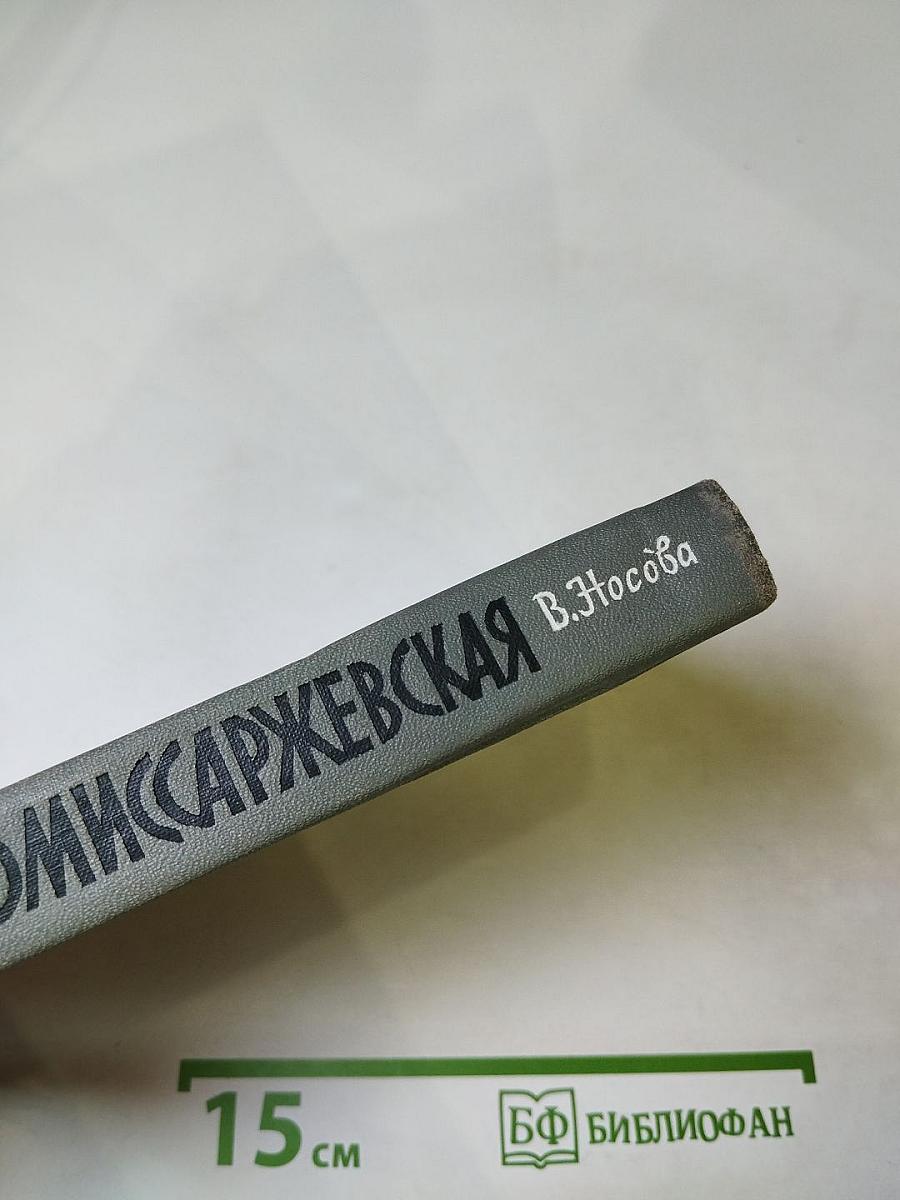 ОМИССАРЖЕВСКАЯ В.Носова
15 см
БФ БИБЛИОФАН